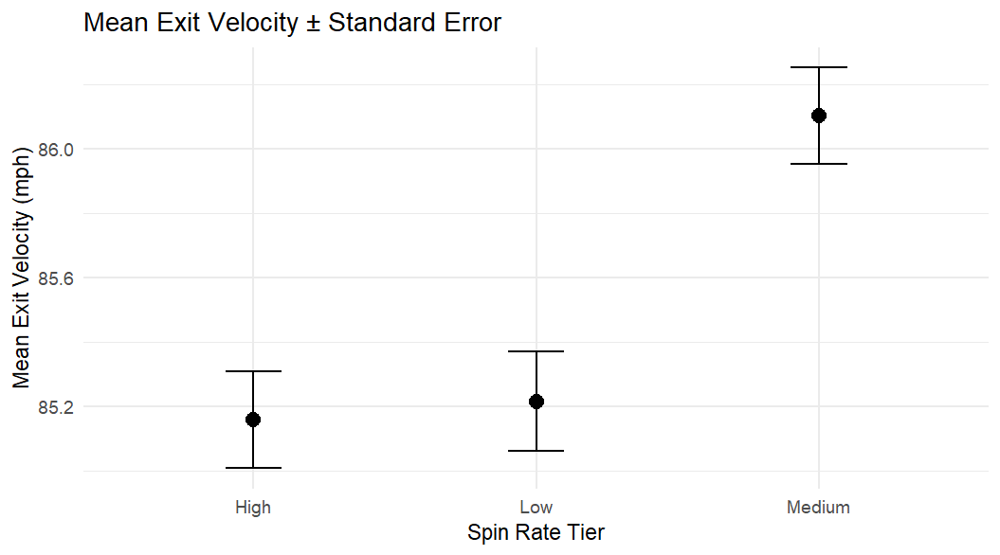 Mean Exit Velocity ± Standard Error
Mean Exit Velocity (mph)
86.0
85.6
85.2
High Low Medium
Spin Rate Tier